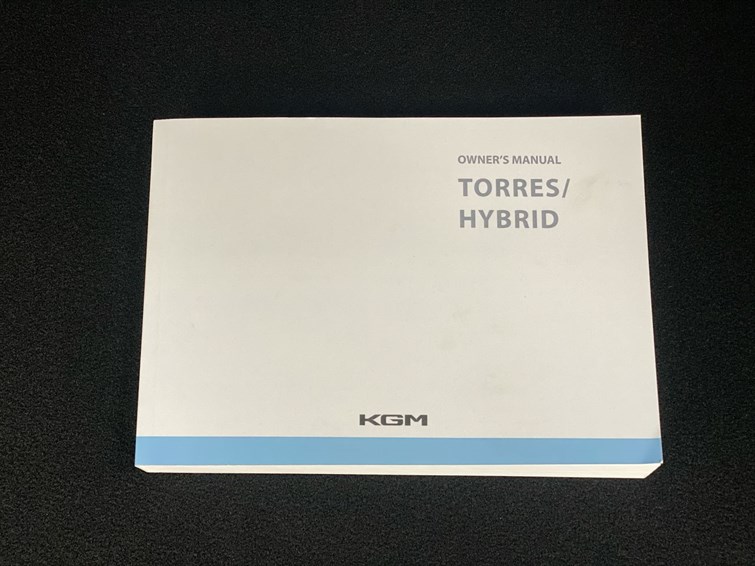 OWNER'S MANUAL
TORRES/
HYBRID
KGM